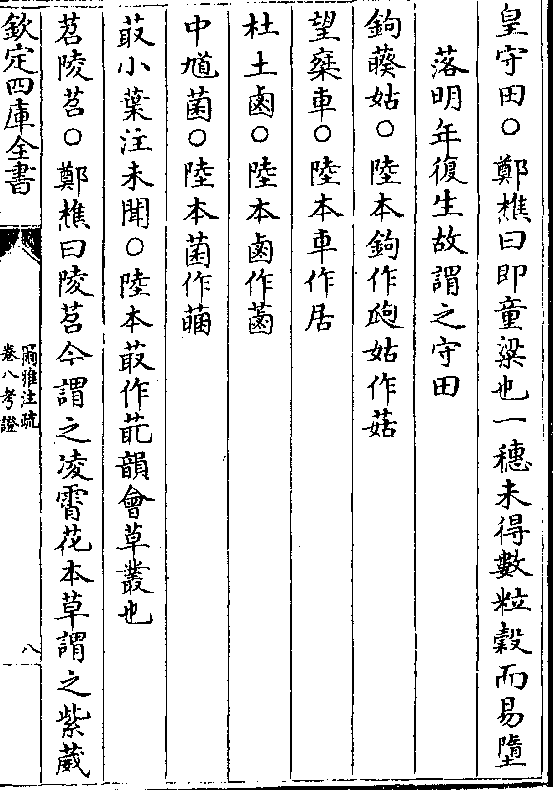 皇守田○鄭樵曰即童粱也一穗未得數粒穀而易墮
落明年復生故謂之守田
鉤藈姑○陸本鉤作瓟姑作菇
望椉車○陸本車作居
杜土鹵○陸本鹵作蓾
中馗菌○陸本菌作
菆小葉注未聞○陸本菆作韻會草叢也
苕陵苕○鄭樵曰陵苕今謂之凌霄花本草謂之紫葳
欽定四庫全書
爾雅注疏
卷八考證
八